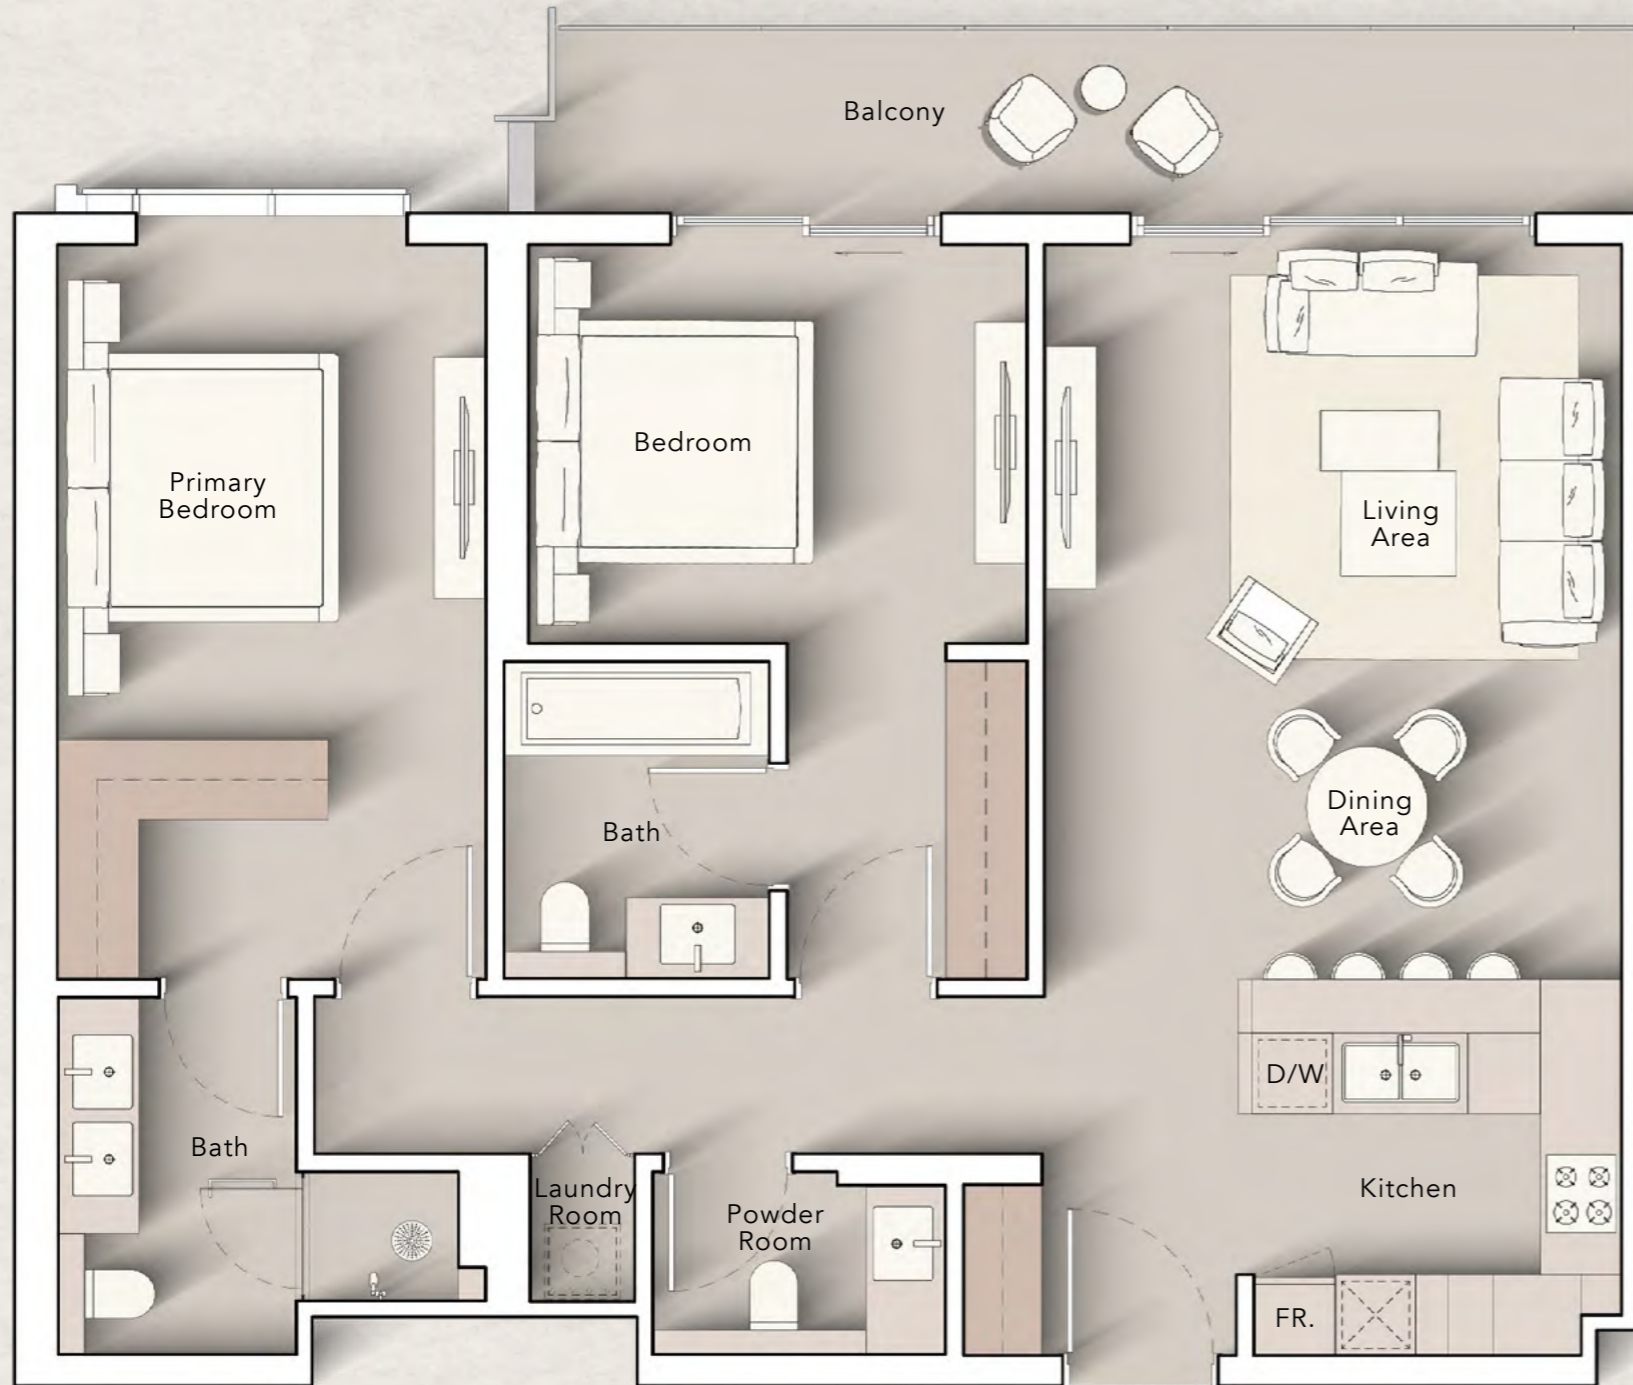 Balcony
Primary
Bedroom
Bedroom
Living
Area
Dining
Area
Bath
D/W
Bath
Laundry
Room
Powder
Room
Kitchen
FR.